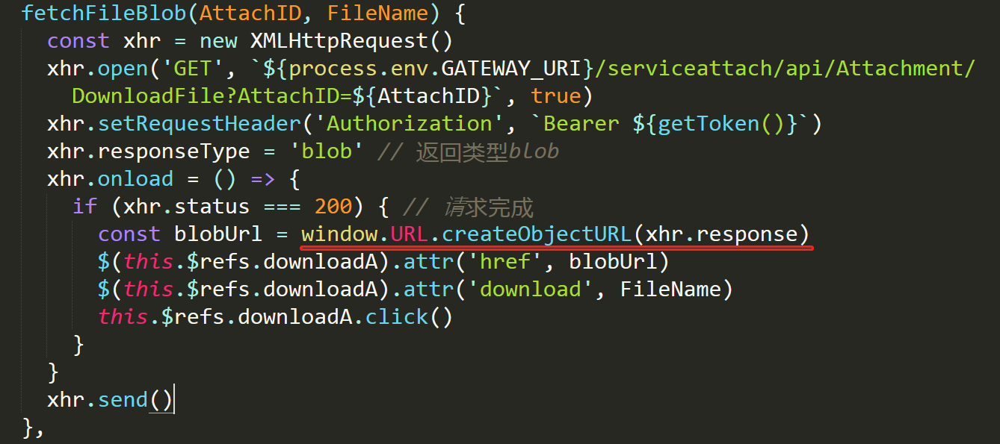 fetchFileBlob(AttachID, FileName) {
const xhr = new XMLHttpRequest()
xhr.open('GET', `${process.env.GATEWAY_URI}/serviceattach/api/Attachment/
DownloadFile?AttachID=${AttachID}`, true)
xhr.setRequestHeader('Authorization', `Bearer ${getToken()}`)
xhr.responseType = 'blob' // 返回类型blob
xhr.onload = () => {
if (xhr.status === 200) { // 请求完成
const blobUrl = window.URL.createObjectURL(xhr.response)
$(this.$refs.downloadA).attr('href', blobUrl)
$(this.$refs.downloadA).attr('download', FileName)
this.$refs.downloadA.click()
}
}
xhr.send()
},